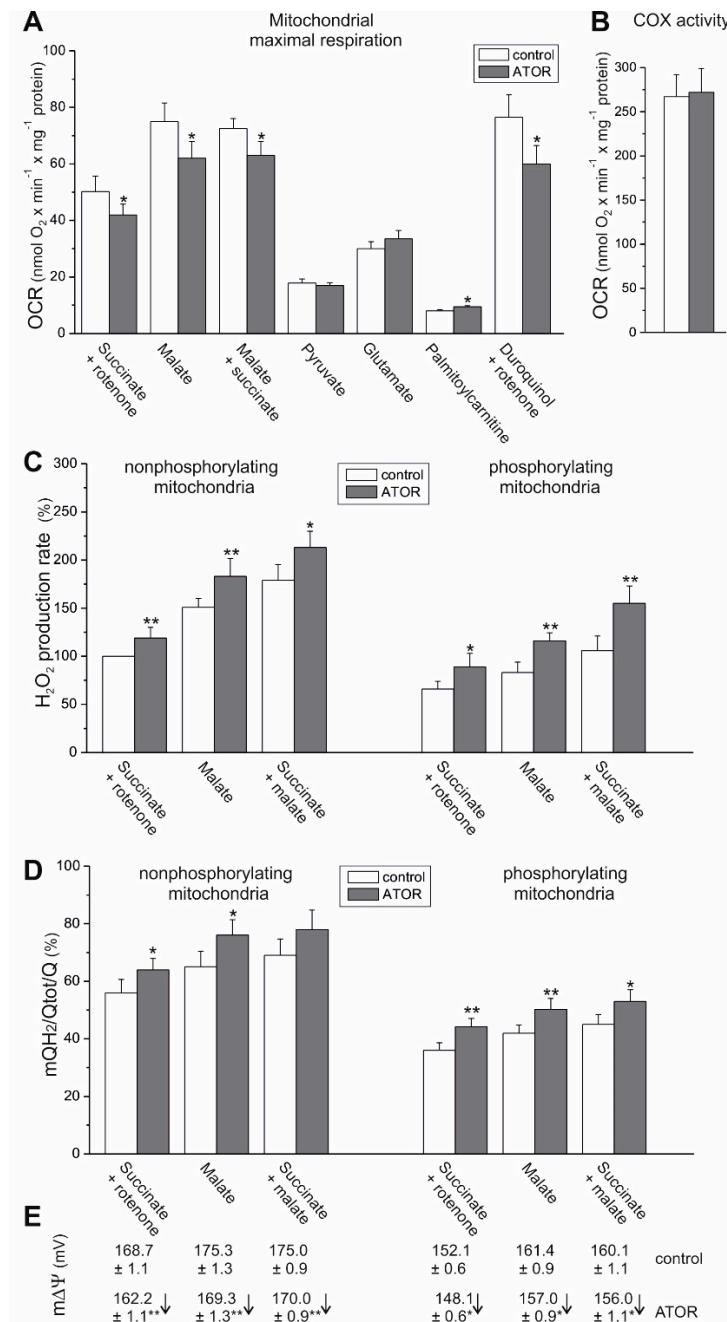 A
Mitochondrial
maximal respiration
control
ATOR
OCR (nmol O2 x min-1 x mg-1 protein)
100
80
60
40
20
0
*
*
*
*
*
Succinate
+ rotenone
Malate
Malate
+ succinate
Pyruvate
Glutamate
Palmitoylcarnitine
Duroquinol
+ rotenone
B
COX activity
OCR (nmol O2 x min-1 x mg-1 protein)
300
250
200
150
100
50
0
C
nonphosphorylating
mitochondria
control
ATOR
phosphorylating
mitochondria
H2O2 production rate (%)
300
250
200
150
100
50
0
**
**
*
*
**
**
Succinate
+ rotenone
Malate
Succinate
+ malate
Succinate
+ rotenone
Malate
Succinate
+ malate
D
nonphosphorylating
mitochondria
control
ATOR
phosphorylating
mitochondria
mQH2/Qtot/Q (%)
100
80
60
40
20
0
*
*
**
**
*
Succinate
+ rotenone
Malate
Succinate
+ malate
Succinate
+ rotenone
Malate
Succinate
+ malate
E
mΔΨ (mV)
168.7 175.3 175.0 152.1 161.4 160.1 control
± 1.1 ± 1.3 ± 0.9 ± 0.6 ± 0.9 ± 1.1
162.2 ↓ 169.3 ↓ 170.0 ↓ 148.1 ↓ 157.0 ↓ 156.0 ↓ ATOR
± 1.1** ± 1.3** ± 0.9** ± 0.6* ± 0.9* ± 1.1*